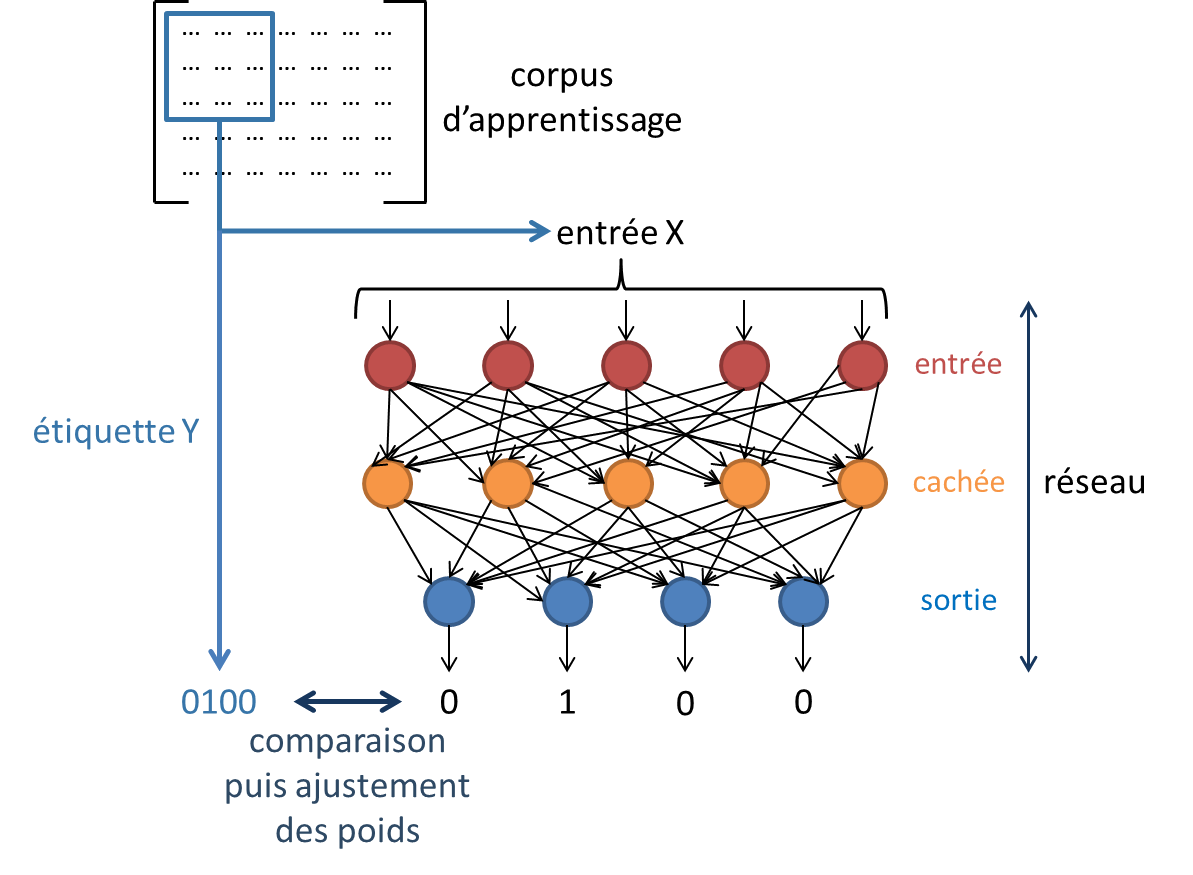 ... ... ... ... ... ... ...
... ... ... ... ... ... ...
... ... ... ... ... ... ...
... ... ... ... ... ... ...
... ... ... ... ... ... ...
corpus
d’apprentissage
entrée X
entrée
étiquette Y
cachée
réseau
sortie
0100
0 1 0 0
comparaison
puis ajustement
des poids